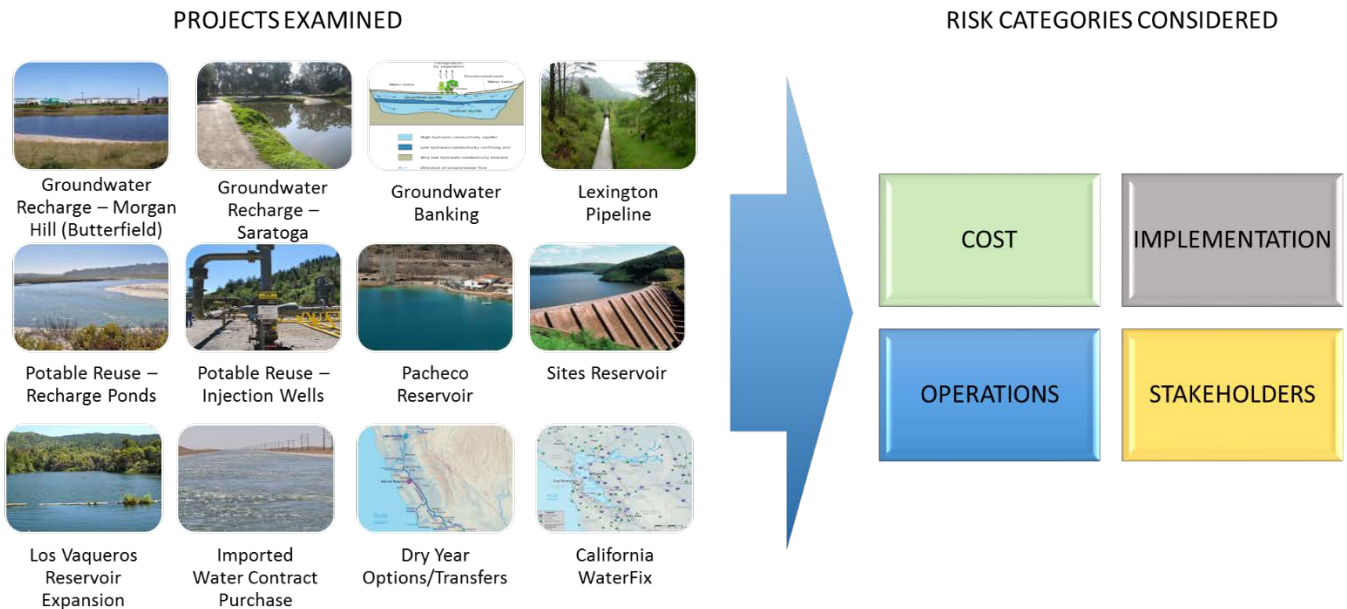 PROJECTS EXAMINED
RISK CATEGORIES CONSIDERED
Groundwater
Recharge – Morgan
Hill (Butterfield)
Groundwater
Recharge –
Saratoga
Groundwater
Banking
Lexington
Pipeline
Potable Reuse –
Recharge Ponds
Potable Reuse –
Injection Wells
Pacheco
Reservoir
Sites Reservoir
Los Vaqueros
Reservoir
Expansion
Imported
Water Contract
Purchase
Dry Year
Options/Transfers
California
WaterFix
COST
IMPLEMENTATION
OPERATIONS
STAKEHOLDERS